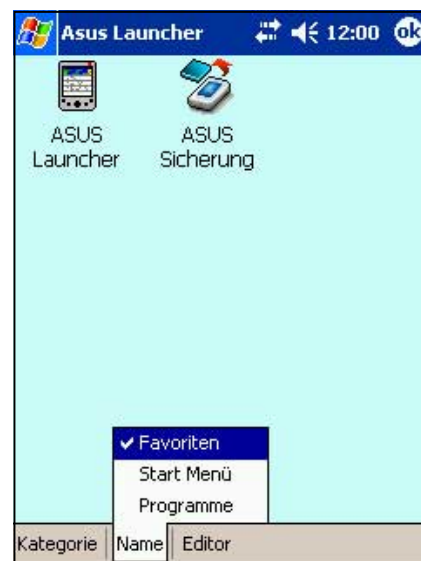 Asus Launcher 12:00 ok
ASUS Launcher
ASUS Sicherung
Favoriten
Start Menü
Programme
Kategorie Name Editor